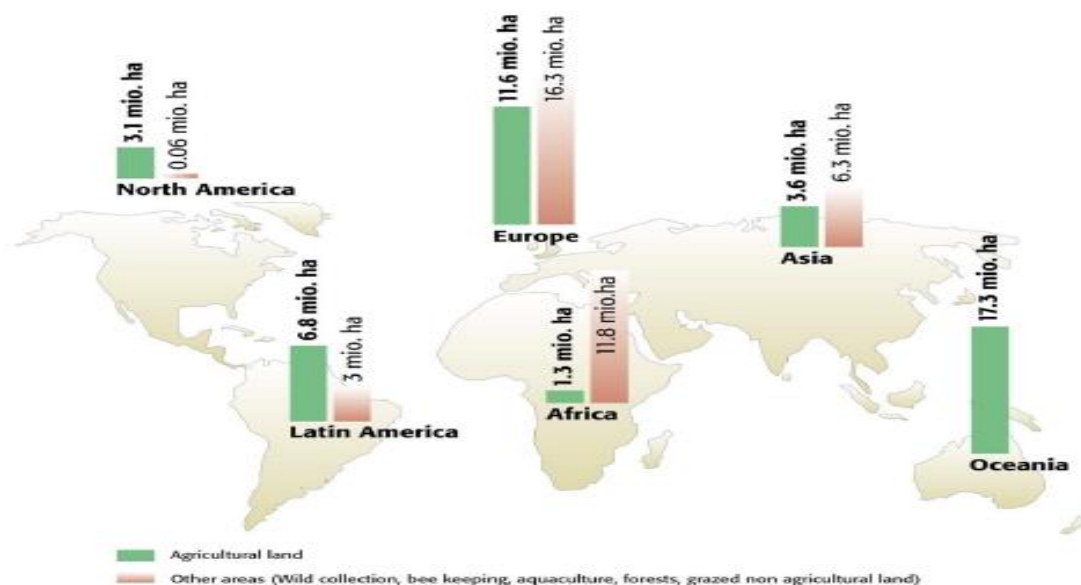 3.1 mio. ha
0.06 mio. ha
North America
11.6 mio. ha
16.3 mio. ha
Europe
3.6 mio. ha
6.3 mio. ha
Asia
6.8 mio. ha
3 mio. ha
Latin America
1.3 mio. ha
11.8 mio.ha
Africa
17.3 mio. ha
Oceania
Agricultural land
Other areas (Wild collection, bee keeping, aquaculture, forests, grazed non agricultural land)